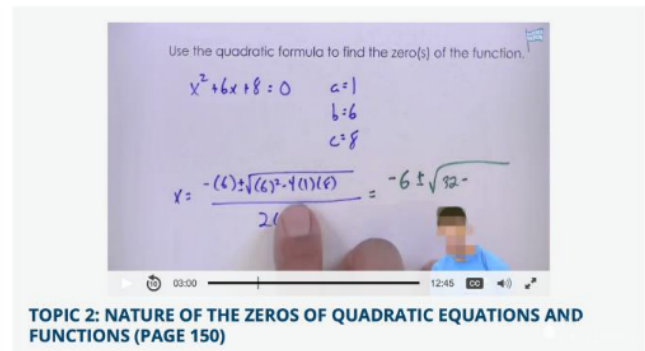 Use the quadratic formula to find the zero(s) of the function.
x²+6x+8=0 a=1
b=6
c=8
x= -(6)±√(6)²-4(1)(8) = -6±√32-
2(
03:00 12:45 CC
TOPIC 2: NATURE OF THE ZEROS OF QUADRATIC EQUATIONS AND
FUNCTIONS (PAGE 150)